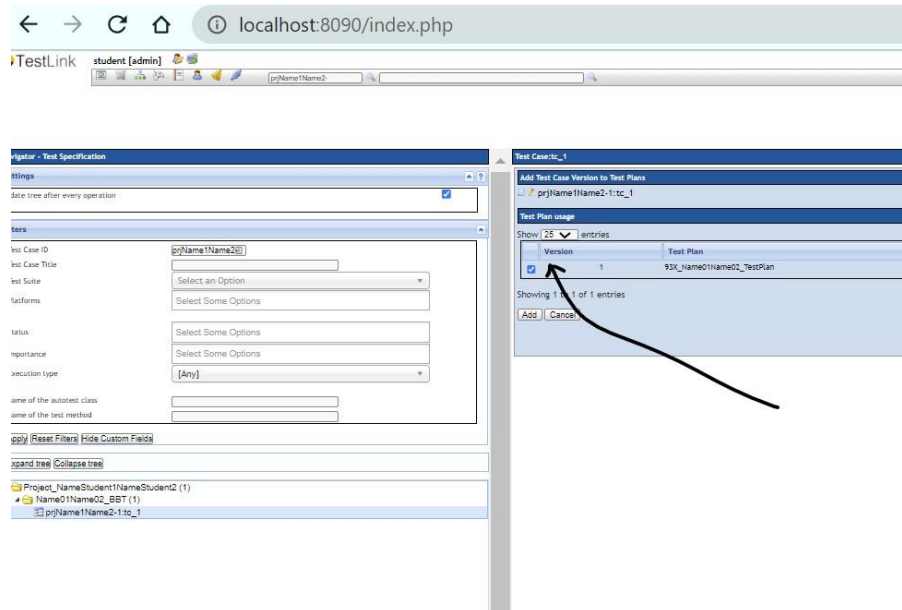 localhost:8090/index.php
TestLink student [admin]
prjName1Name2-
vigator - Test Specification
ttings
date tree after every operation
?
ters
Test Case ID prjName1Name2
Test Case Title
Test Suite Select an Option
Platforms Select Some Options
tatus Select Some Options
mportance Select Some Options
xecution type [Any]
ame of the autotest class
ame of the test method
Apply Reset Filters Hide Custom Fields
xpand tree Collapse tree
Project_NameStudent1NameStudent2 (1)
Name01Name02_BBT (1)
prjName1Name2-1:tc_1
Test Case:tc_1
Add Test Case Version to Test Plans
prjName1Name2-1:tc_1
Test Plan usage
Show 25 entries
Version Test Plan
1 93X_Name01Name02_TestPlan
Showing 1 to 1 of 1 entries
Add Cancel